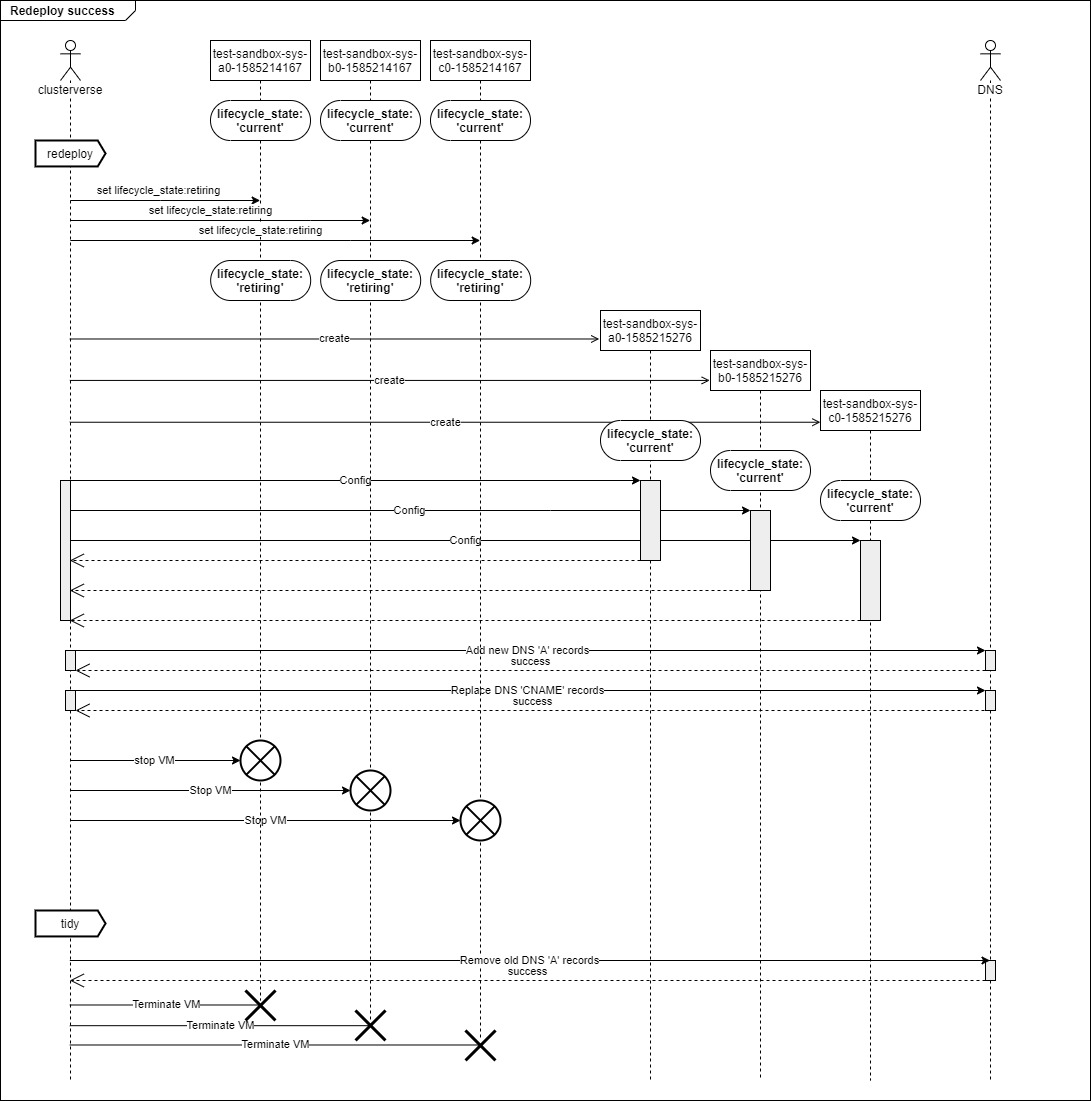 Redeploy success
clusterverse
test-sandbox-sys-
a0-1585214167
test-sandbox-sys-
b0-1585214167
test-sandbox-sys-
c0-1585214167
DNS
lifecycle_state:
'current'
lifecycle_state:
'current'
lifecycle_state:
'current'
redeploy
set lifecycle_state:retiring
set lifecycle_state:retiring
set lifecycle_state:retiring
lifecycle_state:
'retiring'
lifecycle_state:
'retiring'
lifecycle_state:
'retiring'
test-sandbox-sys-
a0-1585215276
create
test-sandbox-sys-
b0-1585215276
create
test-sandbox-sys-
c0-1585215276
create
lifecycle_state:
'current'
lifecycle_state:
'current'
lifecycle_state:
'current'
Config
Config
Config
Add new DNS 'A' records
success
Replace DNS 'CNAME' records
success
stop VM
Stop VM
Stop VM
tidy
Remove old DNS 'A' records
success
Terminate VM
Terminate VM
Terminate VM